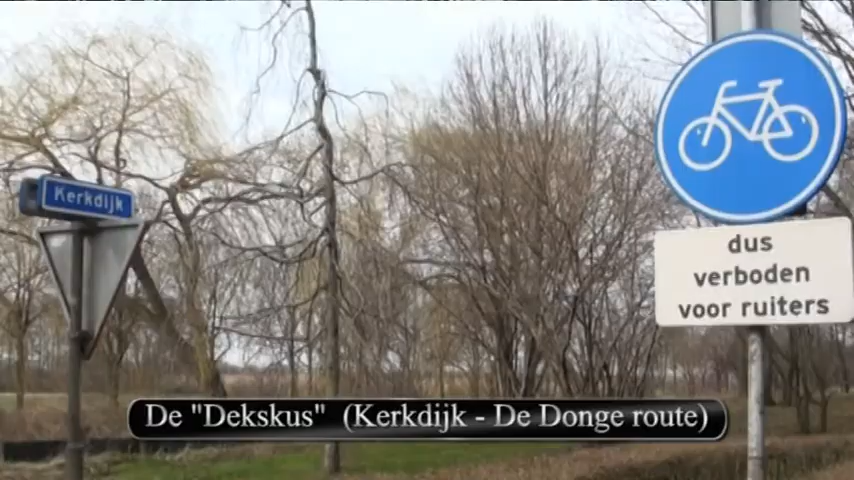 Kerkdijk
dus
verboden
voor ruiters
De "Dekskus" (Kerkdijk - De Donge route)